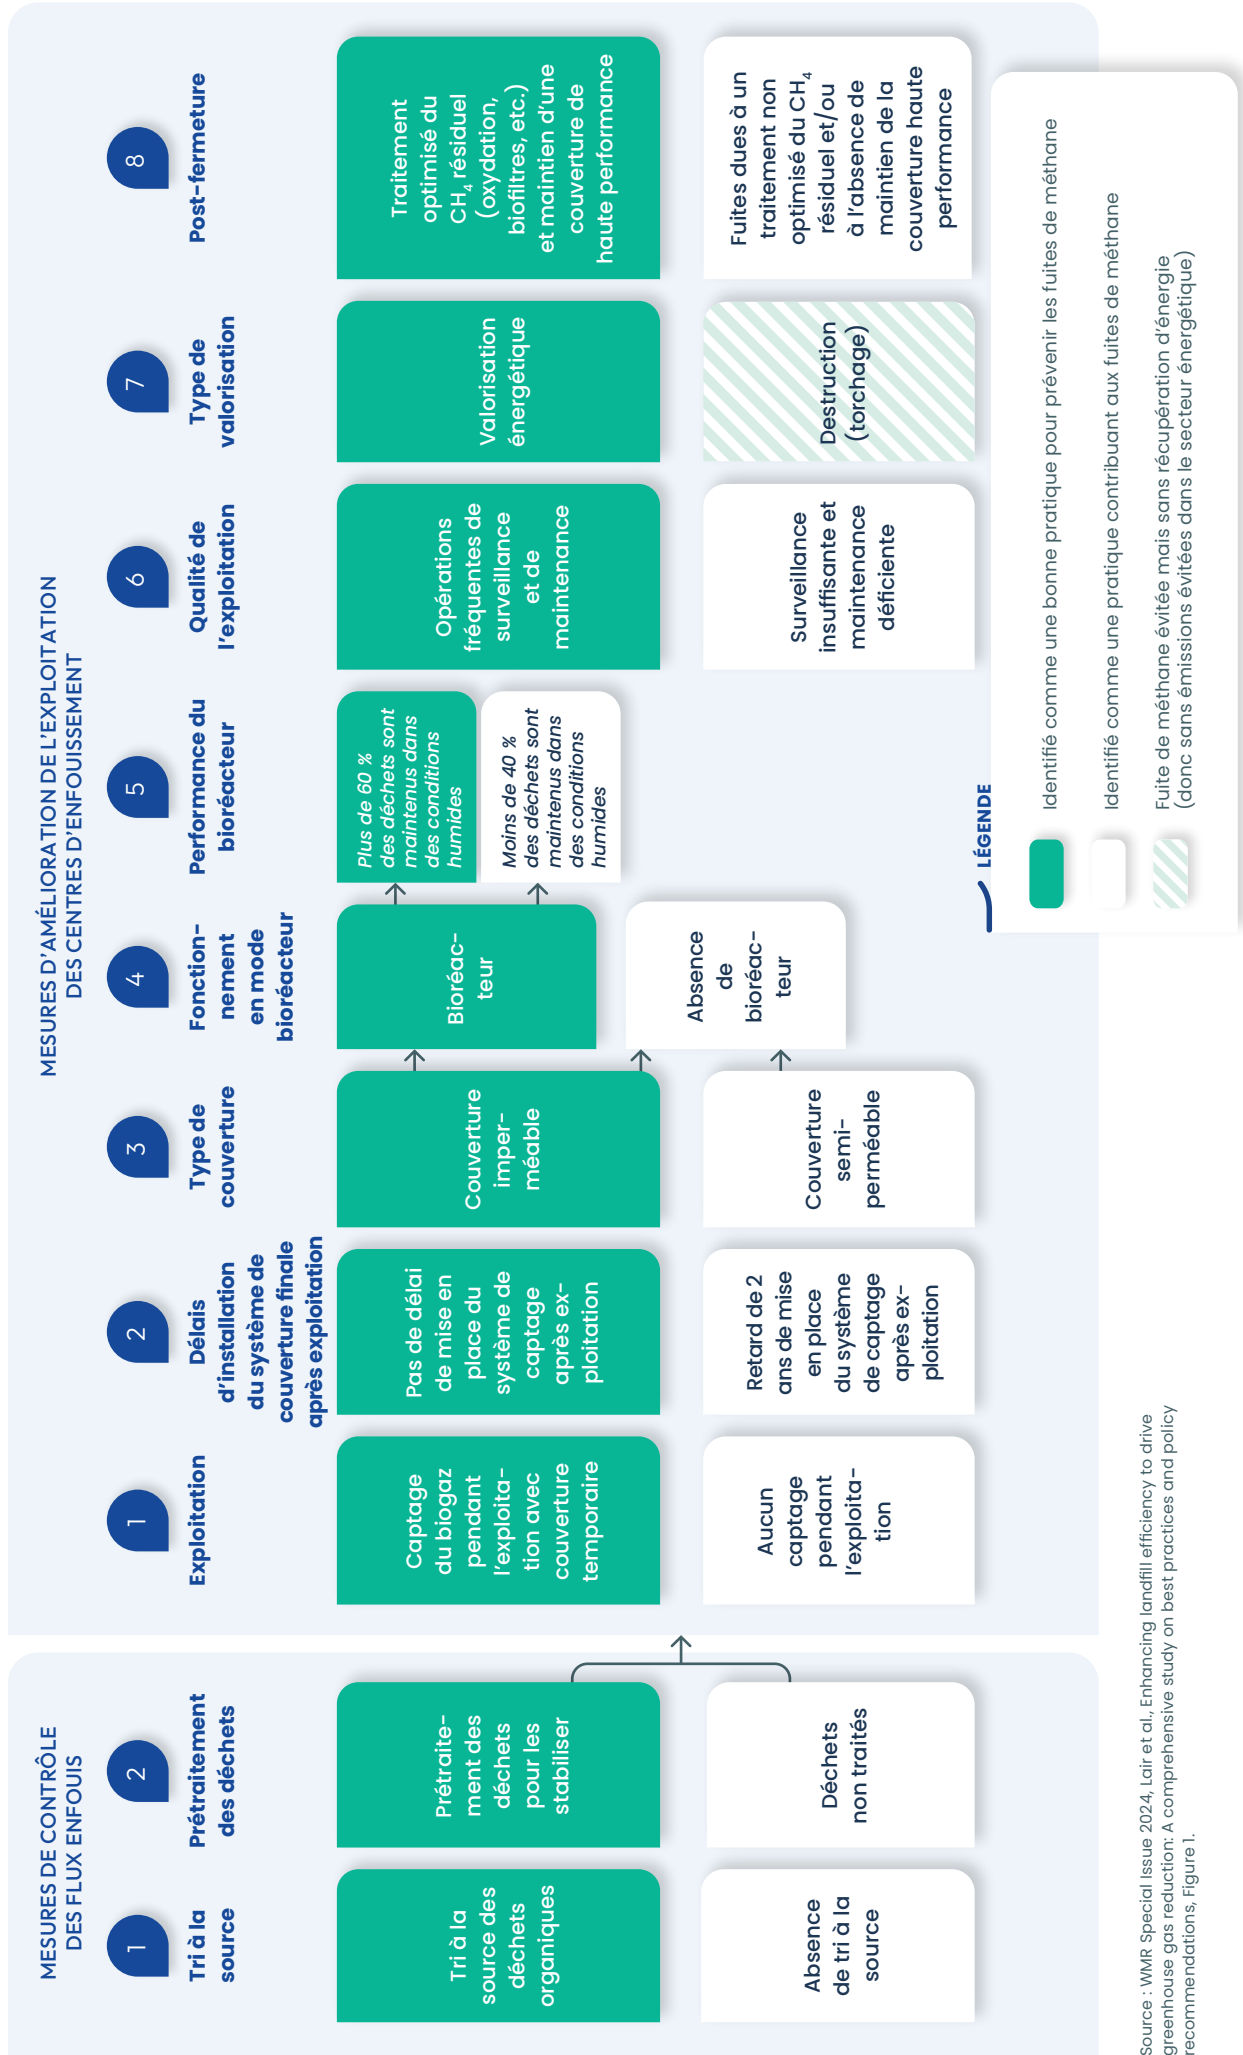 MESURES DE CONTRÔLE
DES FLUX ENFOUIS
1
Tri à la
source
Tri à la
source des
déchets
organiques
Absence
de tri à la
source
2
Prétraitement
des déchets
Prétraite-
ment des
déchets
pour les
stabiliser
Déchets
non traités
MESURES D'AMÉLIORATION DE L'EXPLOITATION
DES CENTRES D'ENFOUISSEMENT
1
Exploitation
Captage
du biogaz
pendant
l'exploita-
tion avec
couverture
temporaire
Aucun
captage
pendant
l'exploita-
tion
2
Délais
d'installation
du système de
couverture finale
après exploitation
Pas de délai
de mise en
place du
système de
captage
après ex-
ploitation
Retard de 2
ans de mise
en place
du système
de captage
après ex-
ploitation
3
Type de
couverture
Couverture
imper-
méable
Couverture
semi-
perméable
4
Fonction-
nement
en mode
bioréacteur
Bioréac-
teur
Absence
de
bioréac-
teur
5
Performance du
bioréacteur
Plus de 60 %
des déchets sont
maintenus dans
des conditions
humides
Moins de 40 %
des déchets sont
maintenus dans
des conditions
humides
6
Qualité de
l'exploitation
Opérations
fréquentes de
surveillance
et de
maintenance
Surveillance
insuffisante et
maintenance
déficiente
7
Type de
valorisation
Valorisation
énergétique
Destruction
(torchage)
8
Post-fermeture
Traitement
optimisé du
CH₄ résiduel
(oxydation,
biofiltres, etc.)
et maintien d'une
couverture de
haute performance
Fuites dues à un
traitement non
optimisé du CH₄
résiduel et/ou
à l'absence de
maintien de la
couverture haute
performance
LÉGENDE
Identifié comme une bonne pratique pour prévenir les fuites de méthane
Identifié comme une pratique contribuant aux fuites de méthane
Fuite de méthane évitée mais sans récupération d'énergie
(donc sans émissions évitées dans le secteur énergétique)
Source : WMR Special Issue 2024, Lair et al., Enhancing landfill efficiency to drive
greenhouse gas reduction: A comprehensive study on best practices and policy
recommendations, Figure 1.